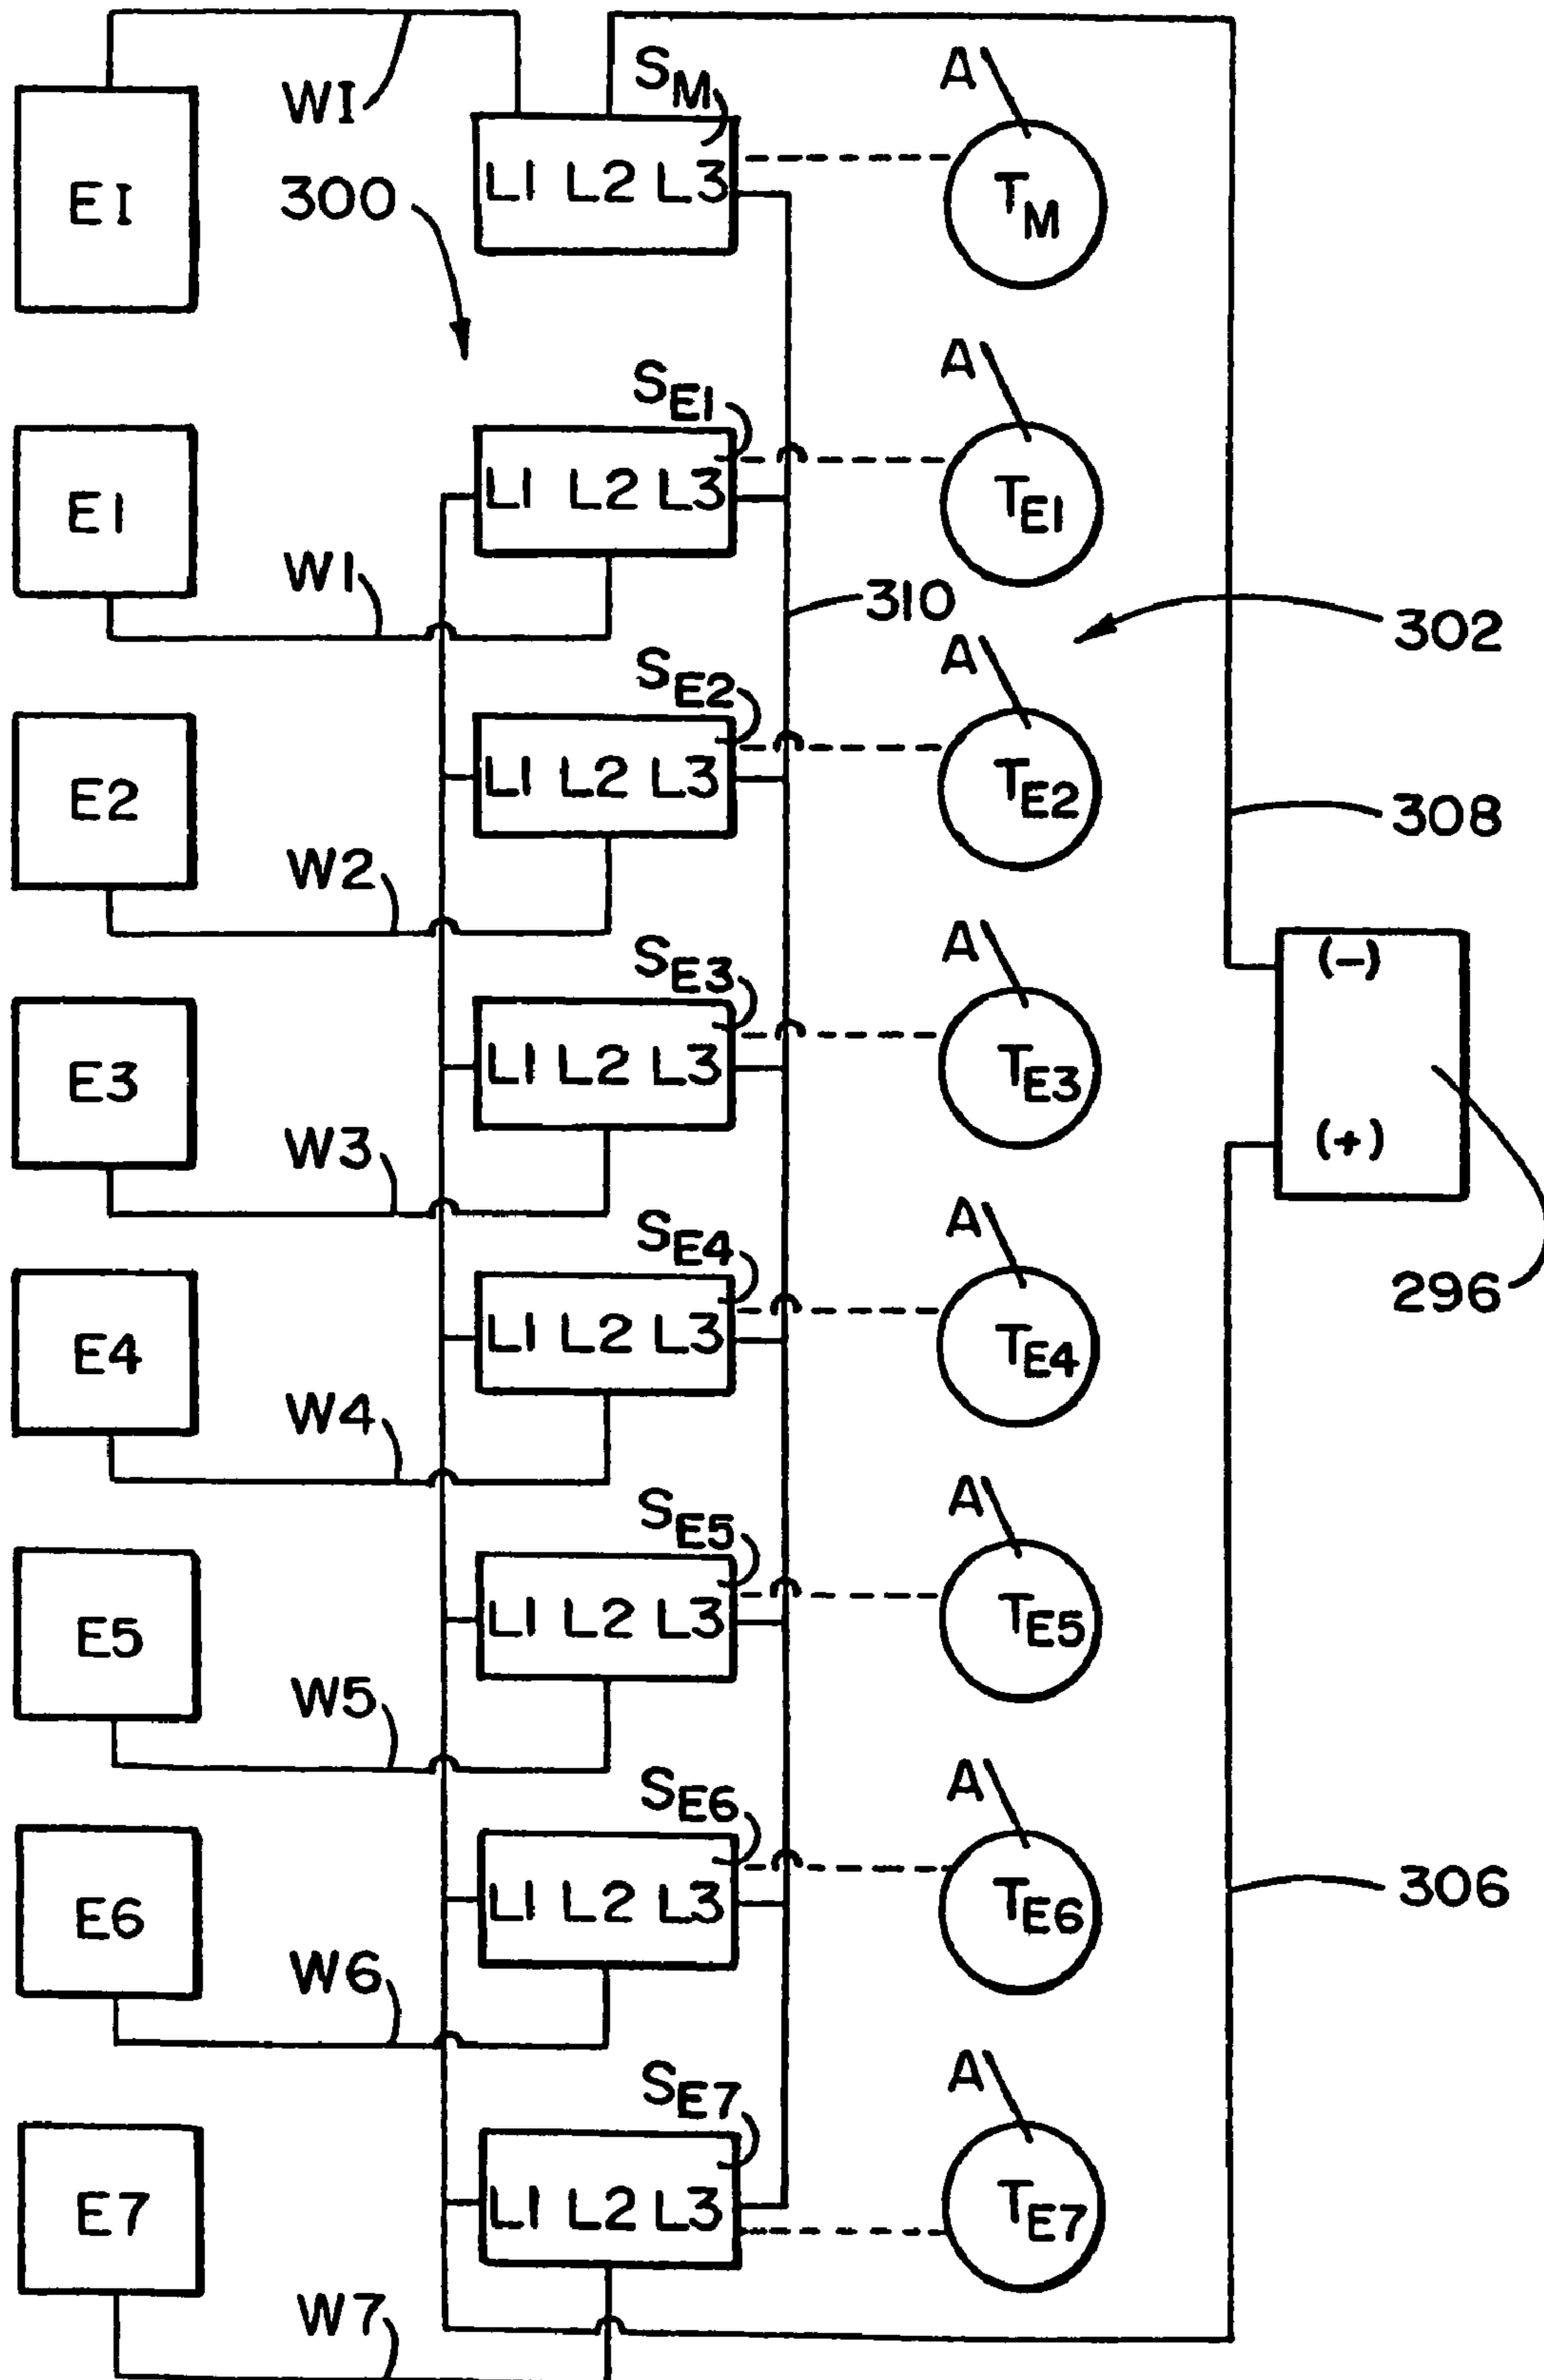 WI
S_M
A
EI
300
L1 L2 L3
T_M
S_E1
A
E1
L1 L2 L3
T_E1
W1
310
302
S_E2
A
E2
L1 L2 L3
T_E2
308
W2
S_E3
A
(-)
E3
L1 L2 L3
T_E3
(+)
W3
S_E4
A
296
E4
L1 L2 L3
T_E4
W4
S_E5
A
E5
L1 L2 L3
T_E5
W5
S_E6
A
E6
L1 L2 L3
T_E6
306
W6
S_E7
A
E7
L1 L2 L3
T_E7
W7